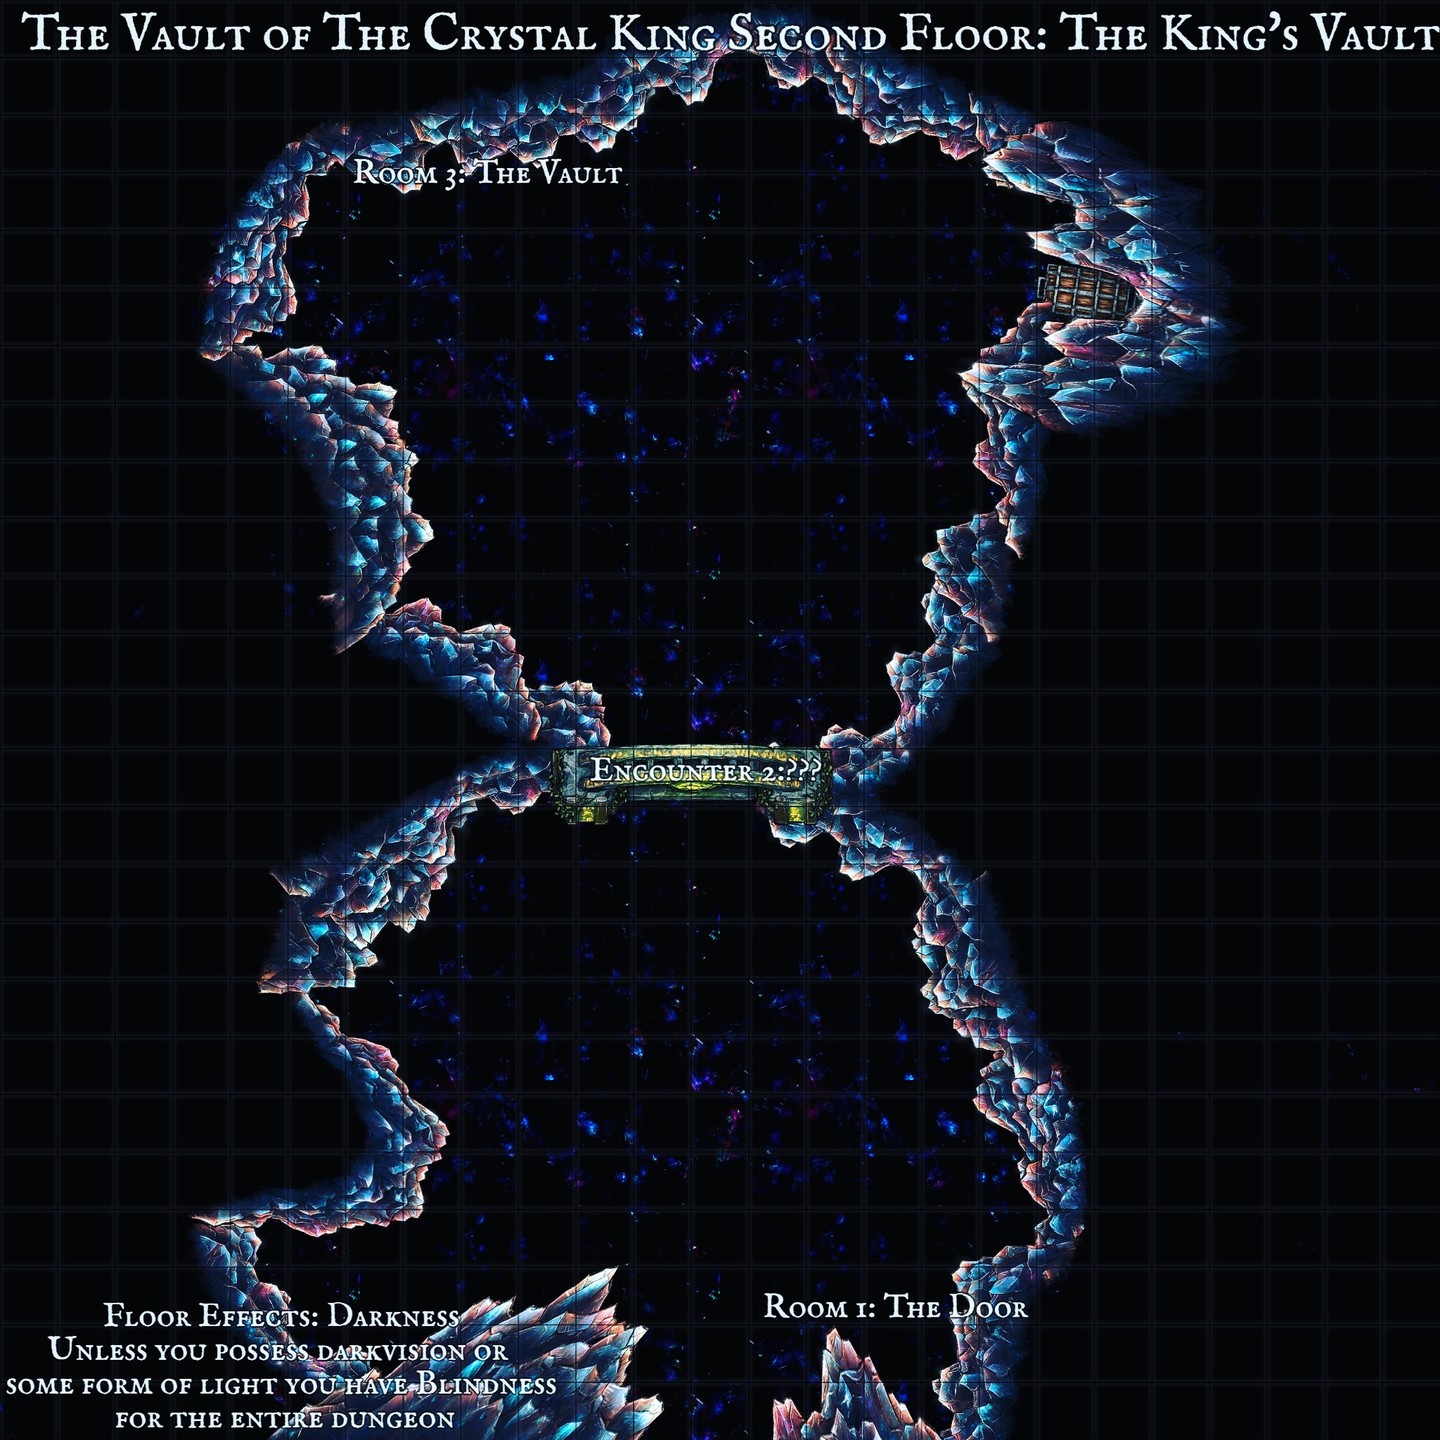 The Vault of The Crystal King Second Floor: The King's Vault
Room 3: The Vault
Encounter 2:???
Room 1: The Door
Floor Effects: Darkness
Unless you possess darkvision or
some form of light you have Blindness
for the entire dungeon